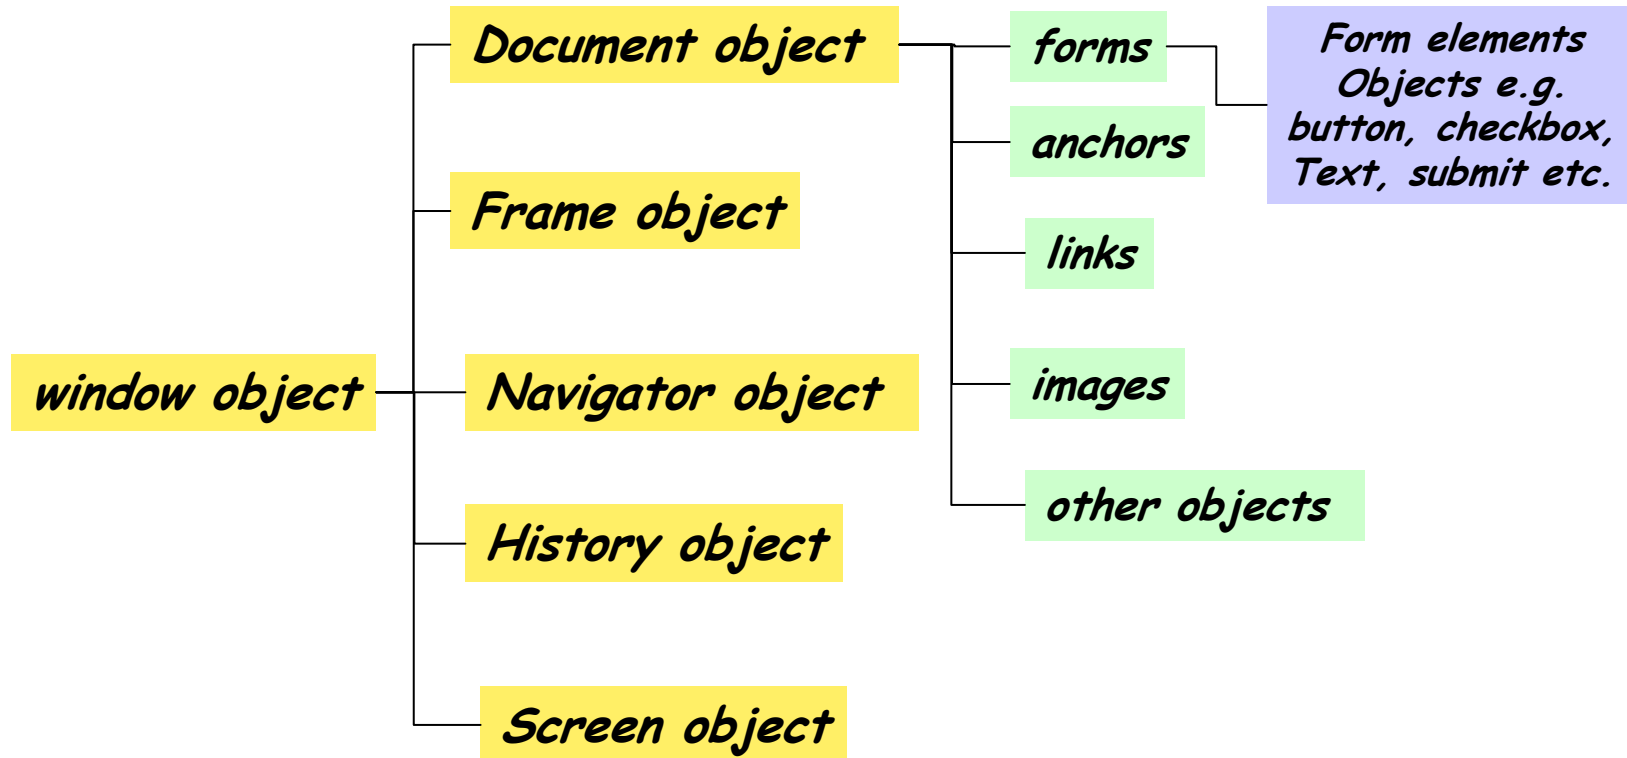 window object
Document object
Frame object
Navigator object
History object
Screen object
forms
anchors
links
images
other objects
Form elements
Objects e.g.
button, checkbox,
Text, submit etc.